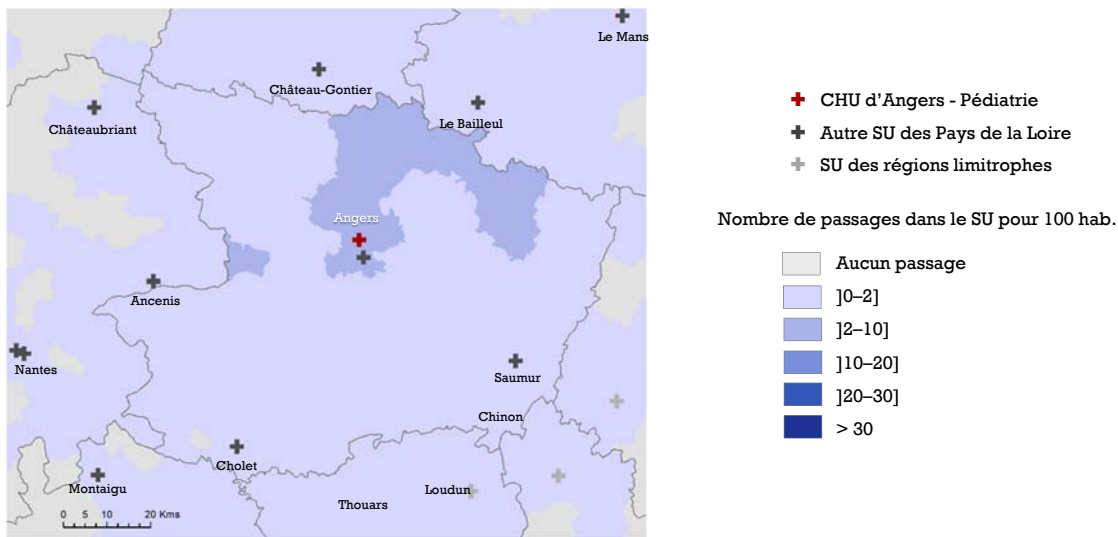 Le Mans
Château-Gontier
Châteaubriant
Le Bailleul
Angers
Ancenis
Nantes
Saumur
Chinon
Cholet
Montaigu
Loudun
Thouars
0 5 10 20 Kms
CHU d'Angers - Pédiatrie
Autre SU des Pays de la Loire
SU des régions limitrophes
Nombre de passages dans le SU pour 100 hab.
Aucun passage
]0–2]
]2–10]
]10–20]
]20–30]
> 30